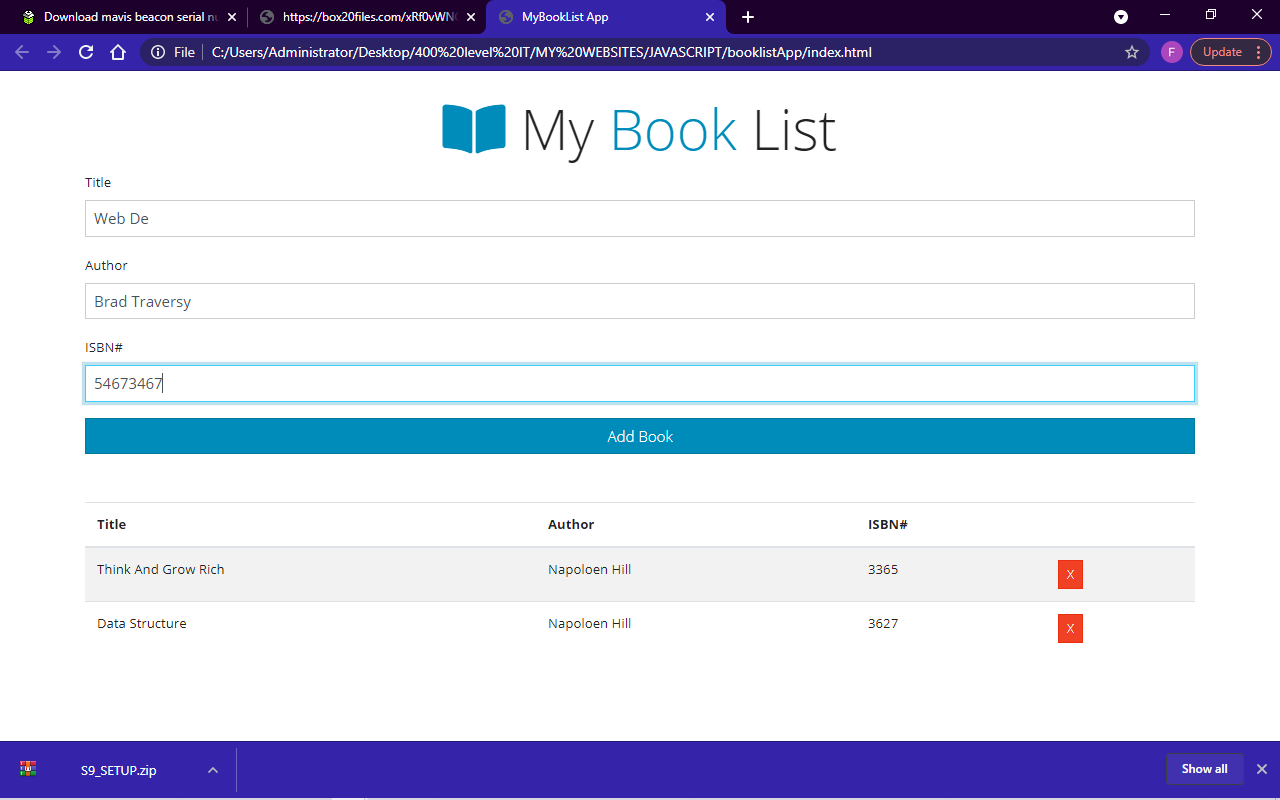 Download mavis beacon serial nu
https://box20files.com/xRf0vWN
MyBookList App
File
C:/Users/Administrator/Desktop/400%20level%20IT/MY%20WEBSITES/JAVASCRIPT/booklistApp/index.html
F
Update
My Book List
Title
Web De
Author
Brad Traversy
ISBN#
54673467
Add Book
Title Author ISBN#
Think And Grow Rich Napoloen Hill 3365 X
Data Structure Napoloen Hill 3627 X
S9_SETUP.zip
Show all